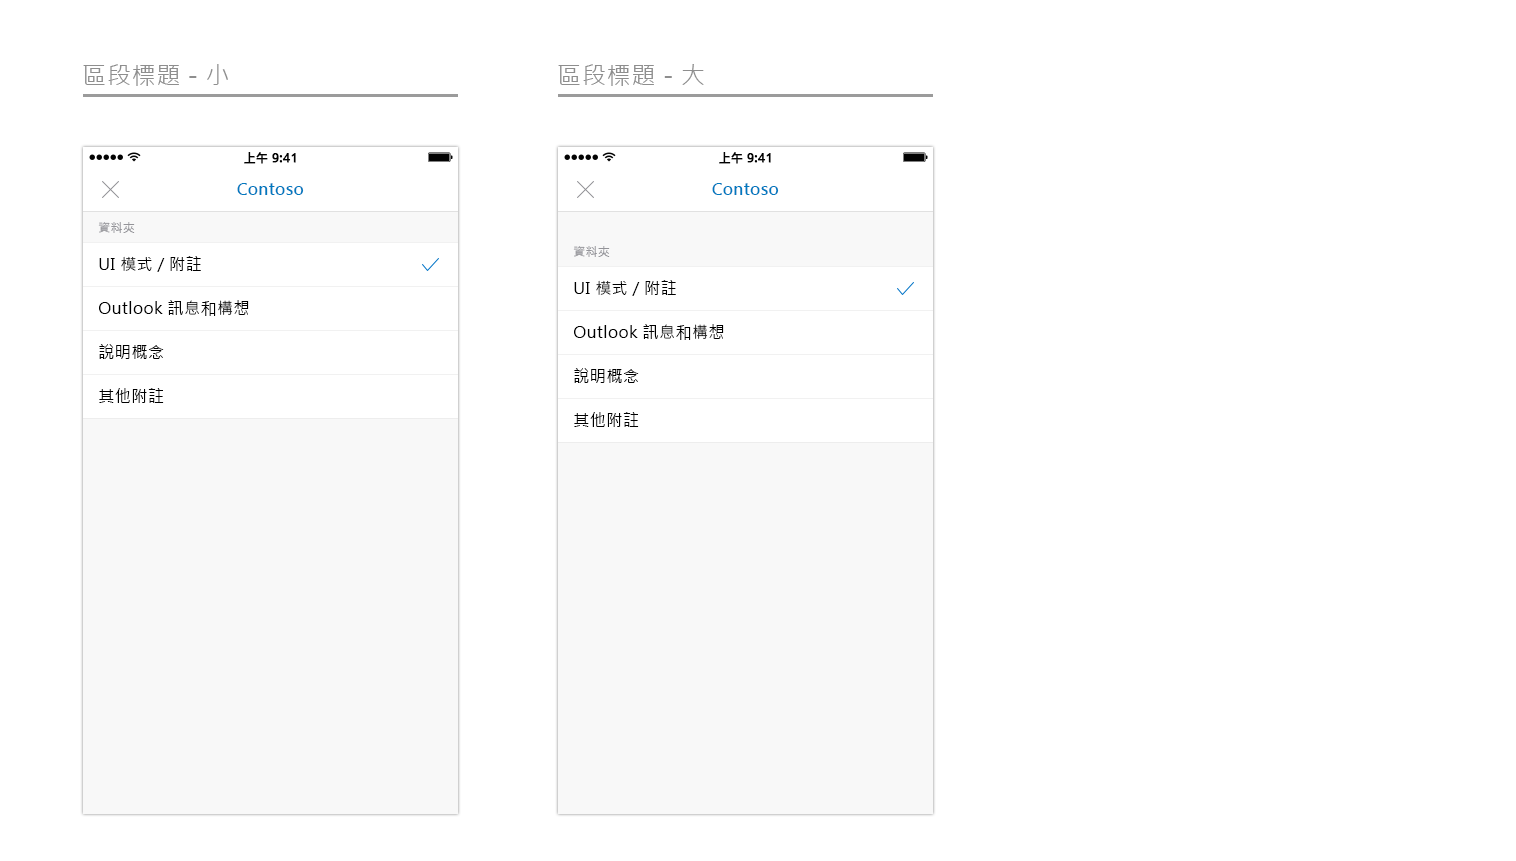 區段標題 - 小
上午 9:41
Contoso
資料夾
UI 模式 / 附註
Outlook 訊息和構想
說明概念
其他附註
區段標題 - 大
上午 9:41
Contoso
資料夾
UI 模式 / 附註
Outlook 訊息和構想
說明概念
其他附註